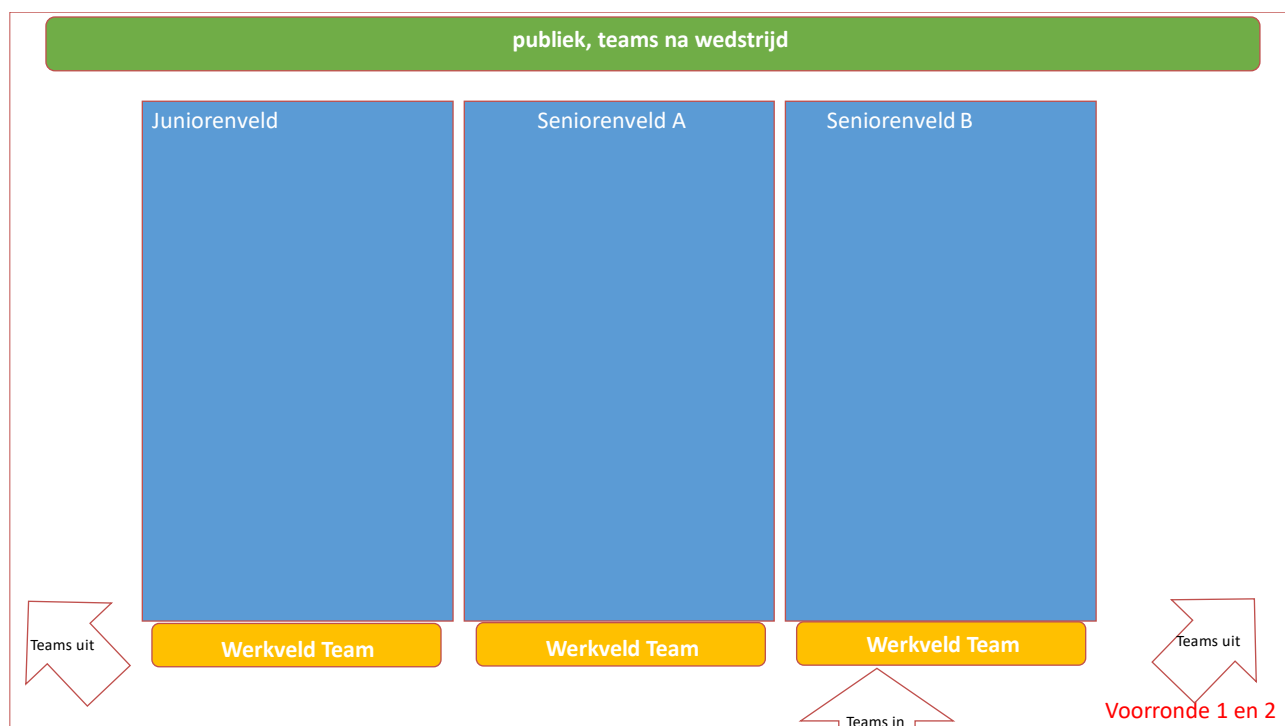 publiek, teams na wedstrijd
Juniorenveld
Seniorenveld A
Seniorenveld B
Teams uit
Werkveld Team
Werkveld Team
Werkveld Team
Teams uit
Teams in
Voorronde 1 en 2